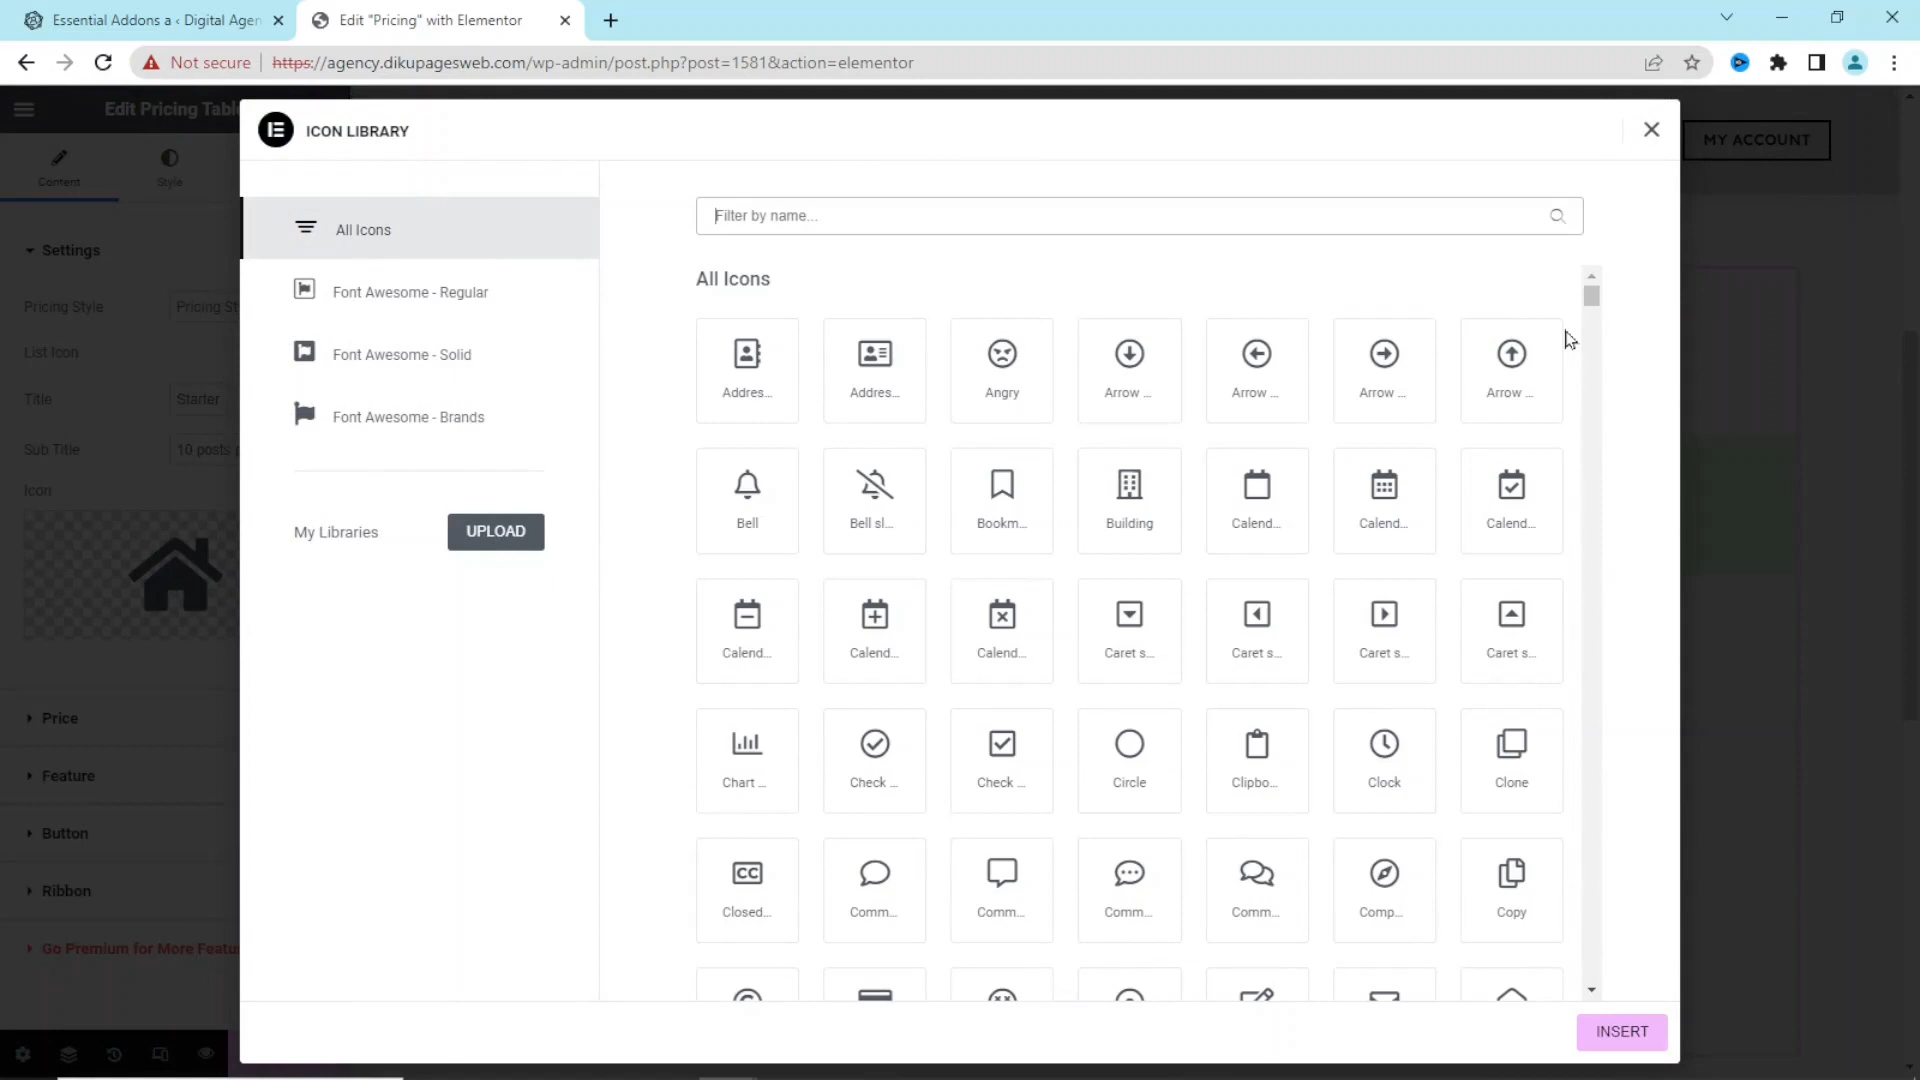 Essential Addons a ‹ Digital Agen
Edit "Pricing" with Elementor
Not secure
https://agency.dikupagesweb.com/wp-admin/post.php?post=1581&action=elementor
Edit Pricing Table
MY ACCOUNT
Content
Style
Settings
Pricing Style
Pricing St
List Icon
Title
Starter
Sub Title
10 posts p
Icon
Price
Feature
Button
Ribbon
Go Premium for More Featu
ICON LIBRARY
All Icons
Font Awesome - Regular
Font Awesome - Solid
Font Awesome - Brands
My Libraries
UPLOAD
Filter by name...
All Icons
Addres...
Addres...
Angry
Arrow ...
Arrow ...
Arrow ...
Arrow ...
Bell
Bell sl...
Bookm...
Building
Calend...
Calend...
Calend...
Calend...
Calend...
Calend...
Caret s...
Caret s...
Caret s...
Caret s...
Chart ...
Check ...
Check ...
Circle
Clipbo...
Clock
Clone
CC
Closed...
Comm...
Comm...
Comm...
Comm...
Comp...
Copy
INSERT